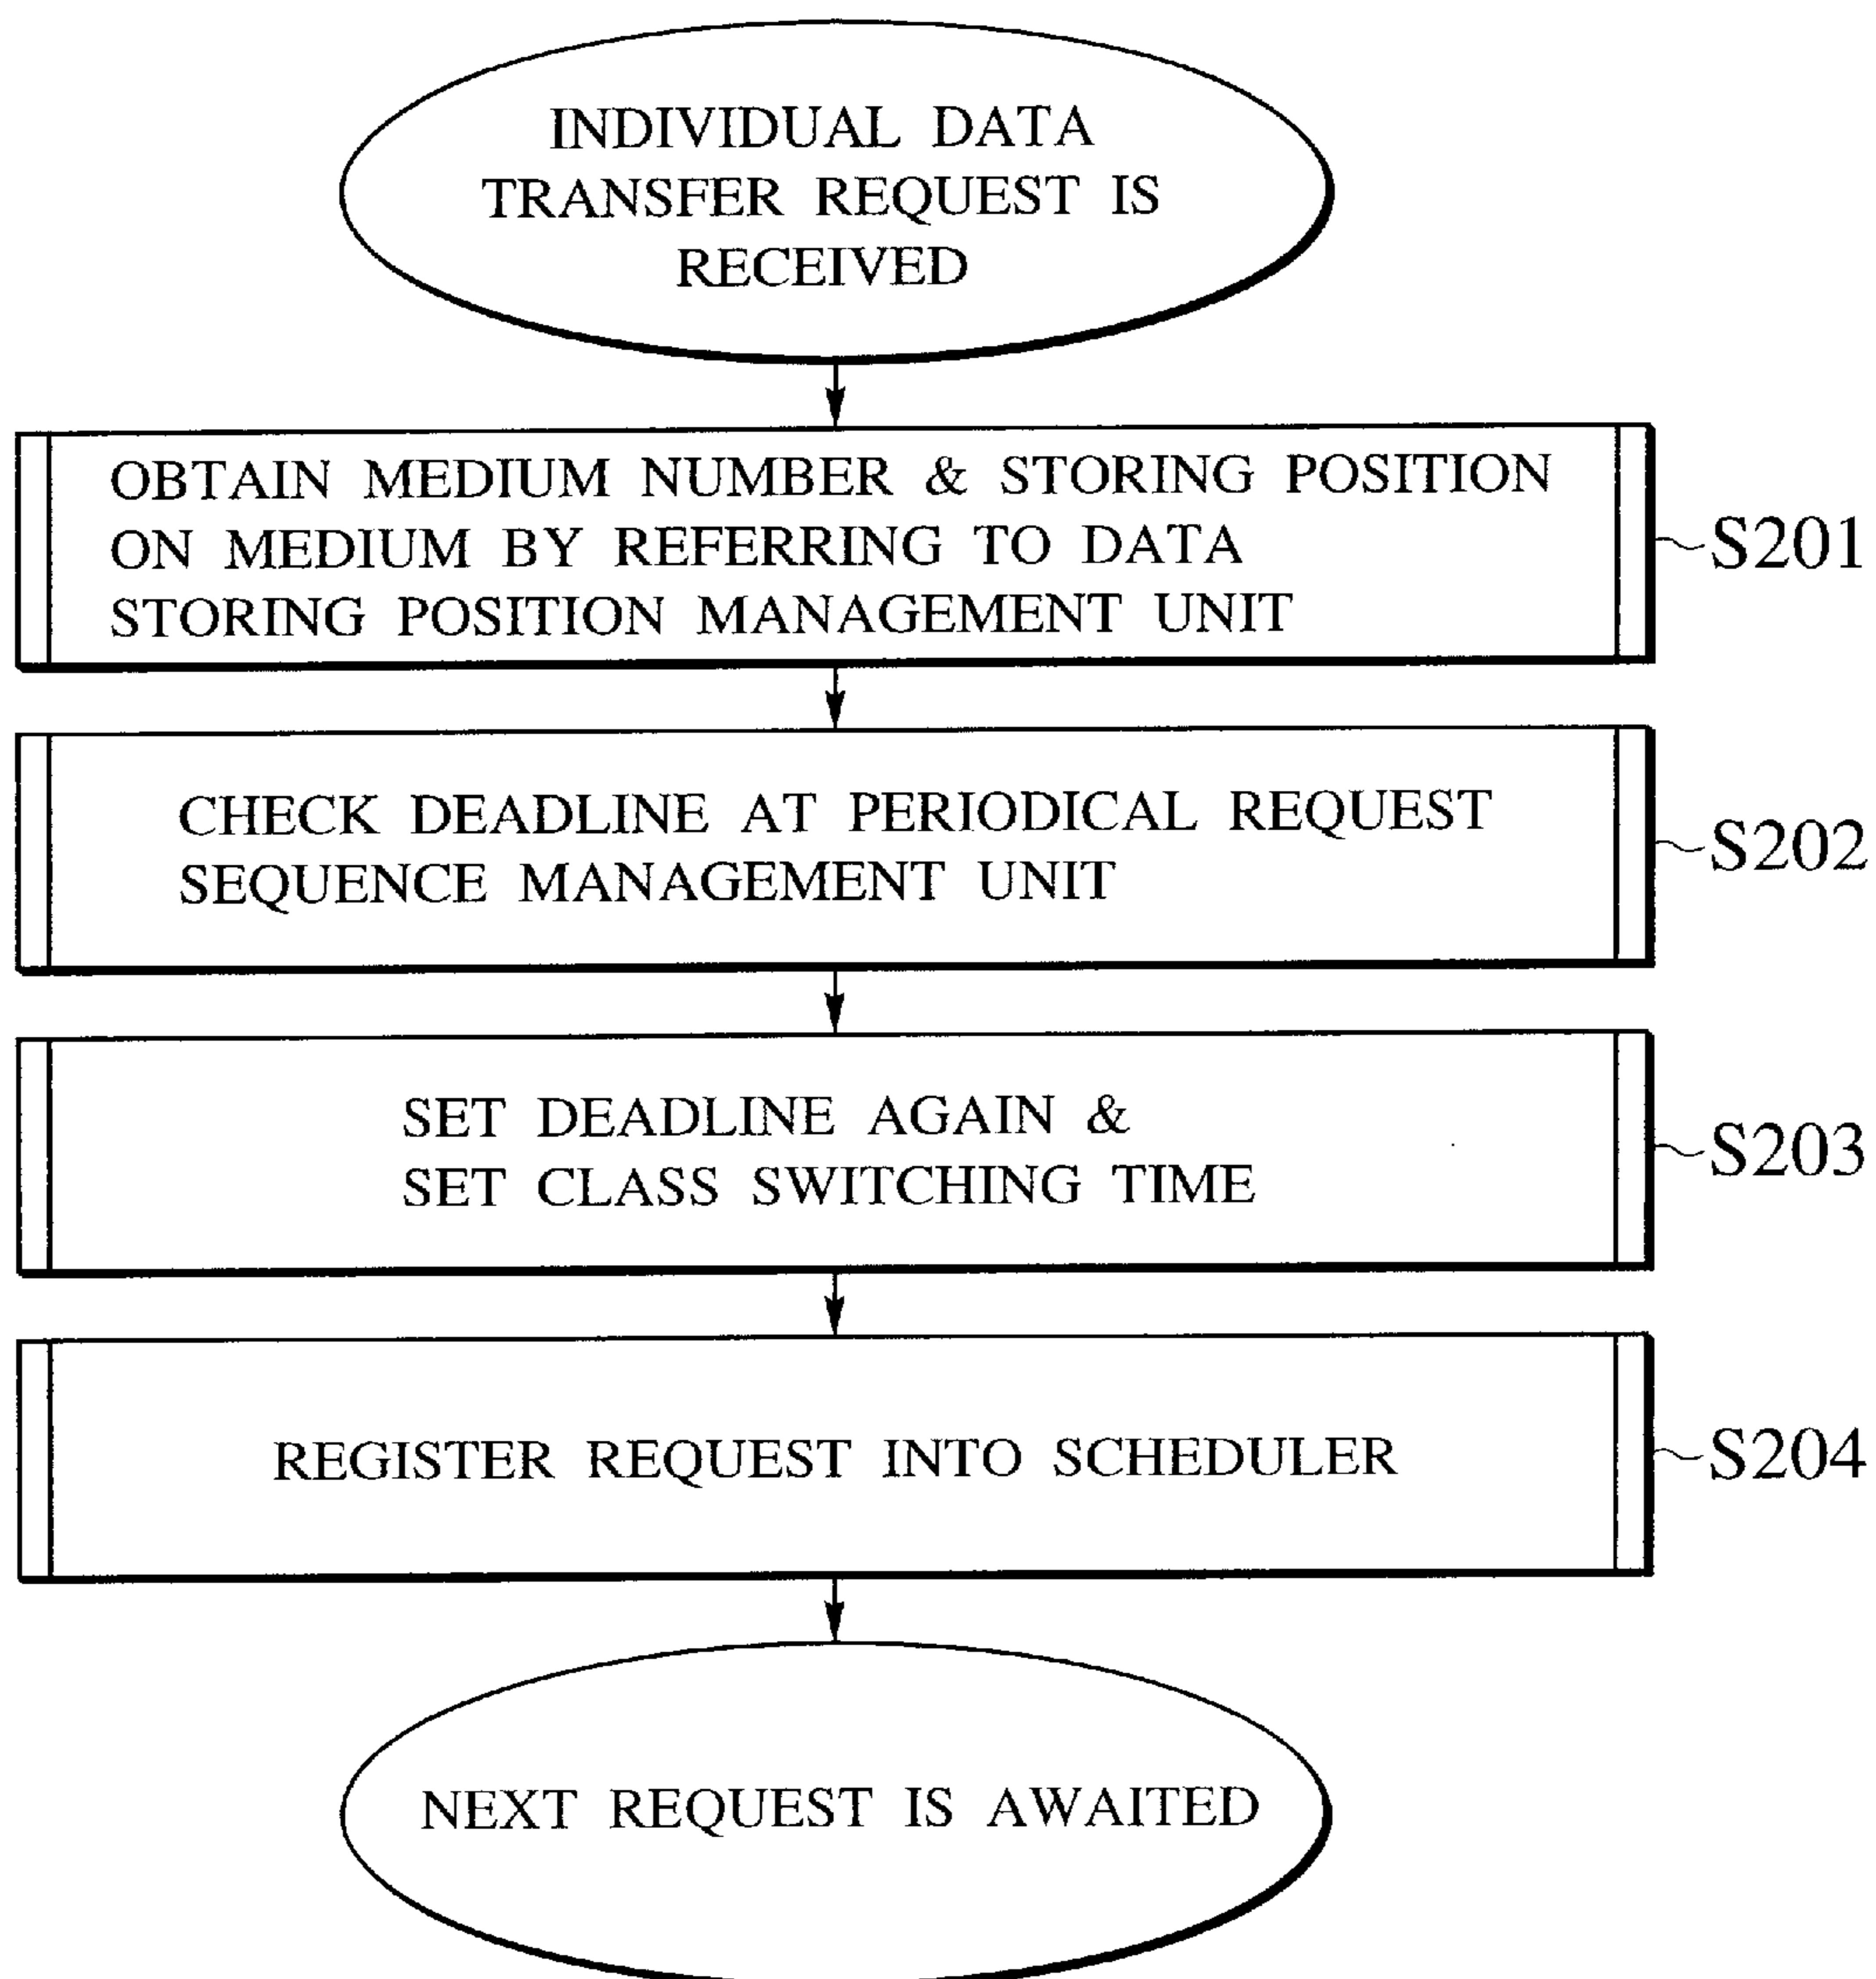 INDIVIDUAL DATA
TRANSFER REQUEST IS
RECEIVED
OBTAIN MEDIUM NUMBER & STORING POSITION
ON MEDIUM BY REFERRING TO DATA
STORING POSITION MANAGEMENT UNIT
S201
CHECK DEADLINE AT PERIODICAL REQUEST
SEQUENCE MANAGEMENT UNIT
S202
SET DEADLINE AGAIN &
SET CLASS SWITCHING TIME
S203
REGISTER REQUEST INTO SCHEDULER
S204
NEXT REQUEST IS AWAITED